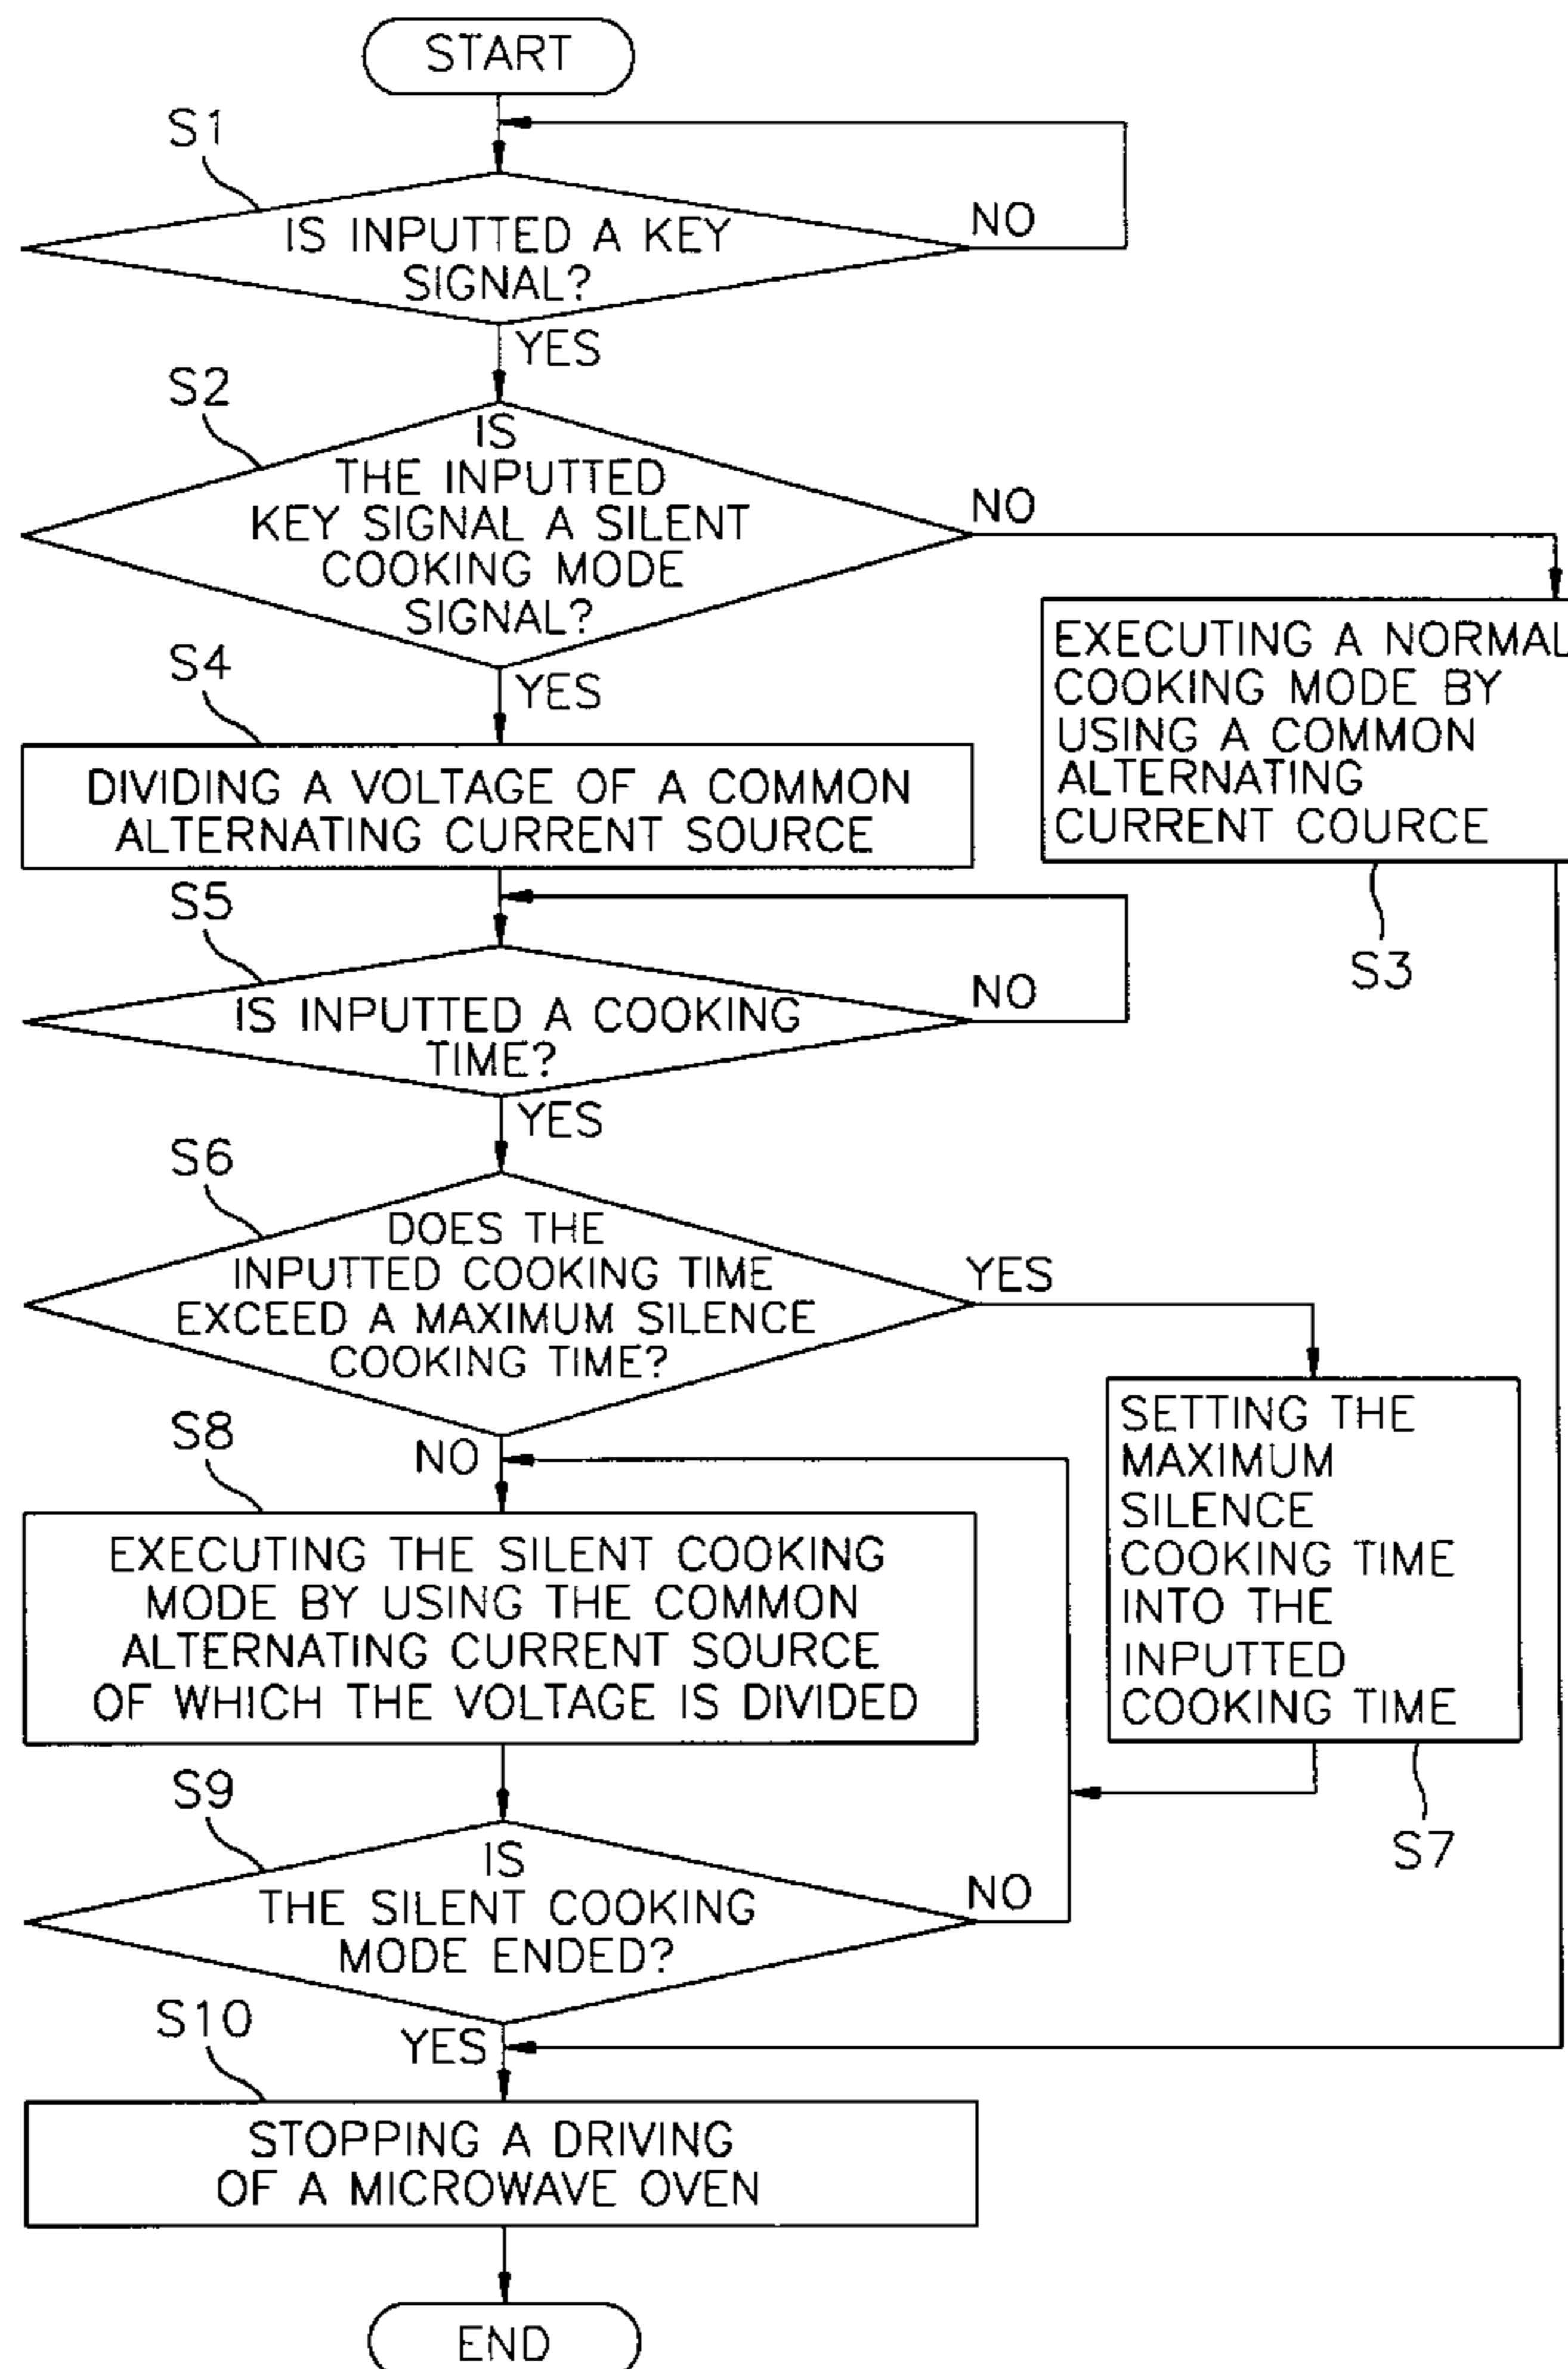 START
S1
IS INPUTTED A KEY
SIGNAL?
NO
YES
S2
IS
THE INPUTTED
KEY SIGNAL A SILENT
COOKING MODE
SIGNAL?
NO
YES
EXECUTING A NORMAL
COOKING MODE BY
USING A COMMON
ALTERNATING
CURRENT COURCE
S3
S4
DIVIDING A VOLTAGE OF A COMMON
ALTERNATING CURRENT SOURCE
S5
IS INPUTTED A COOKING
TIME?
NO
YES
S6
DOES THE
INPUTTED COOKING TIME
EXCEED A MAXIMUM SILENCE
COOKING TIME?
YES
NO
SETTING THE
MAXIMUM
SILENCE
COOKING TIME
INTO THE
INPUTTED
COOKING TIME
S7
S8
EXECUTING THE SILENT COOKING
MODE BY USING THE COMMON
ALTERNATING CURRENT SOURCE
OF WHICH THE VOLTAGE IS DIVIDED
S9
IS
THE SILENT COOKING
MODE ENDED?
NO
YES
S10
STOPPING A DRIVING
OF A MICROWAVE OVEN
END